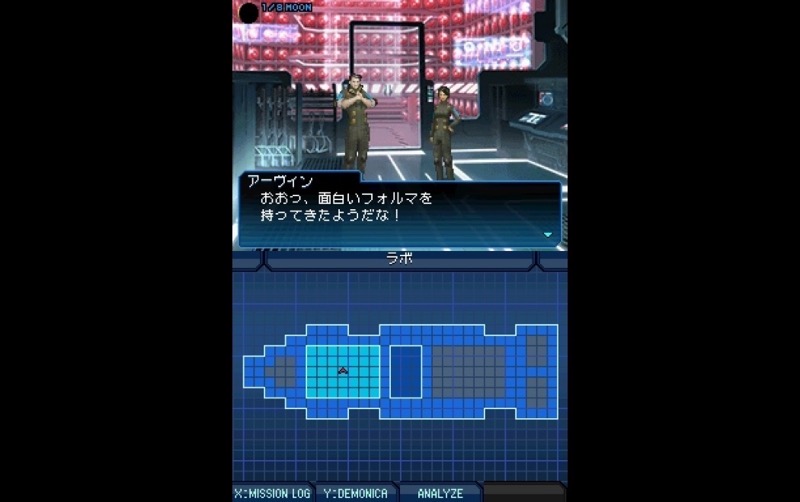 1/8 MOON
アーヴィン
おおっ、面白いフォルマを
持ってきたようだな！
ラボ
X:MISSION LOG
Y:DEMONICA
ANALYZE